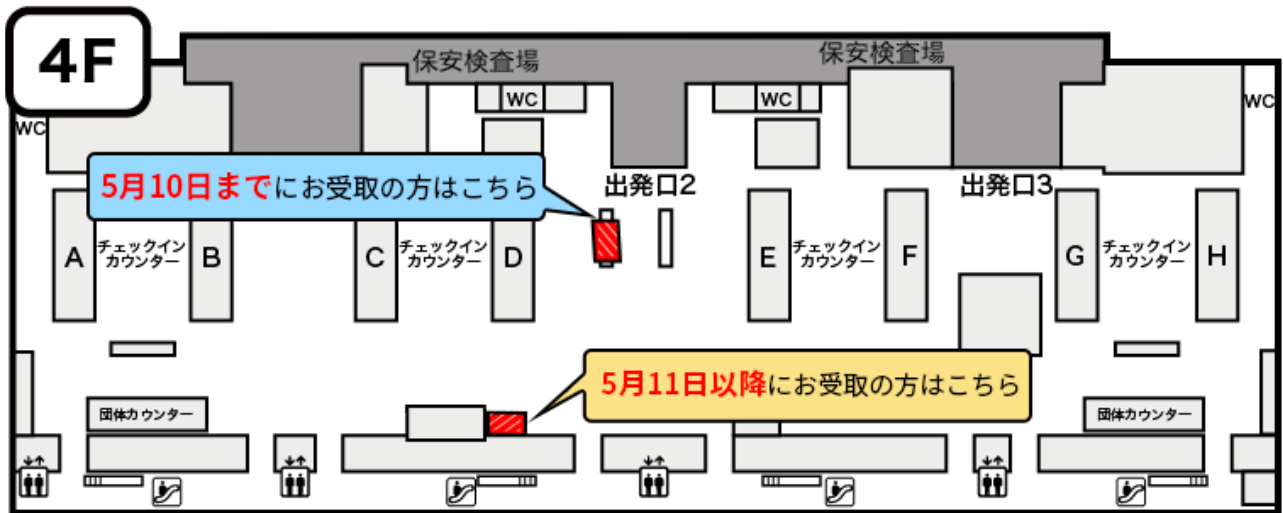 4F
保安検査場
保安検査場
WC
WC
WC
WC
5月10日までにお受取の方はこちら
出発口2
出発口3
A
チェックイン
カウンター
B
C
チェックイン
カウンター
D
E
チェックイン
カウンター
F
G
チェックイン
カウンター
H
5月11日以降にお受取の方はこちら
団体カウンター
団体カウンター